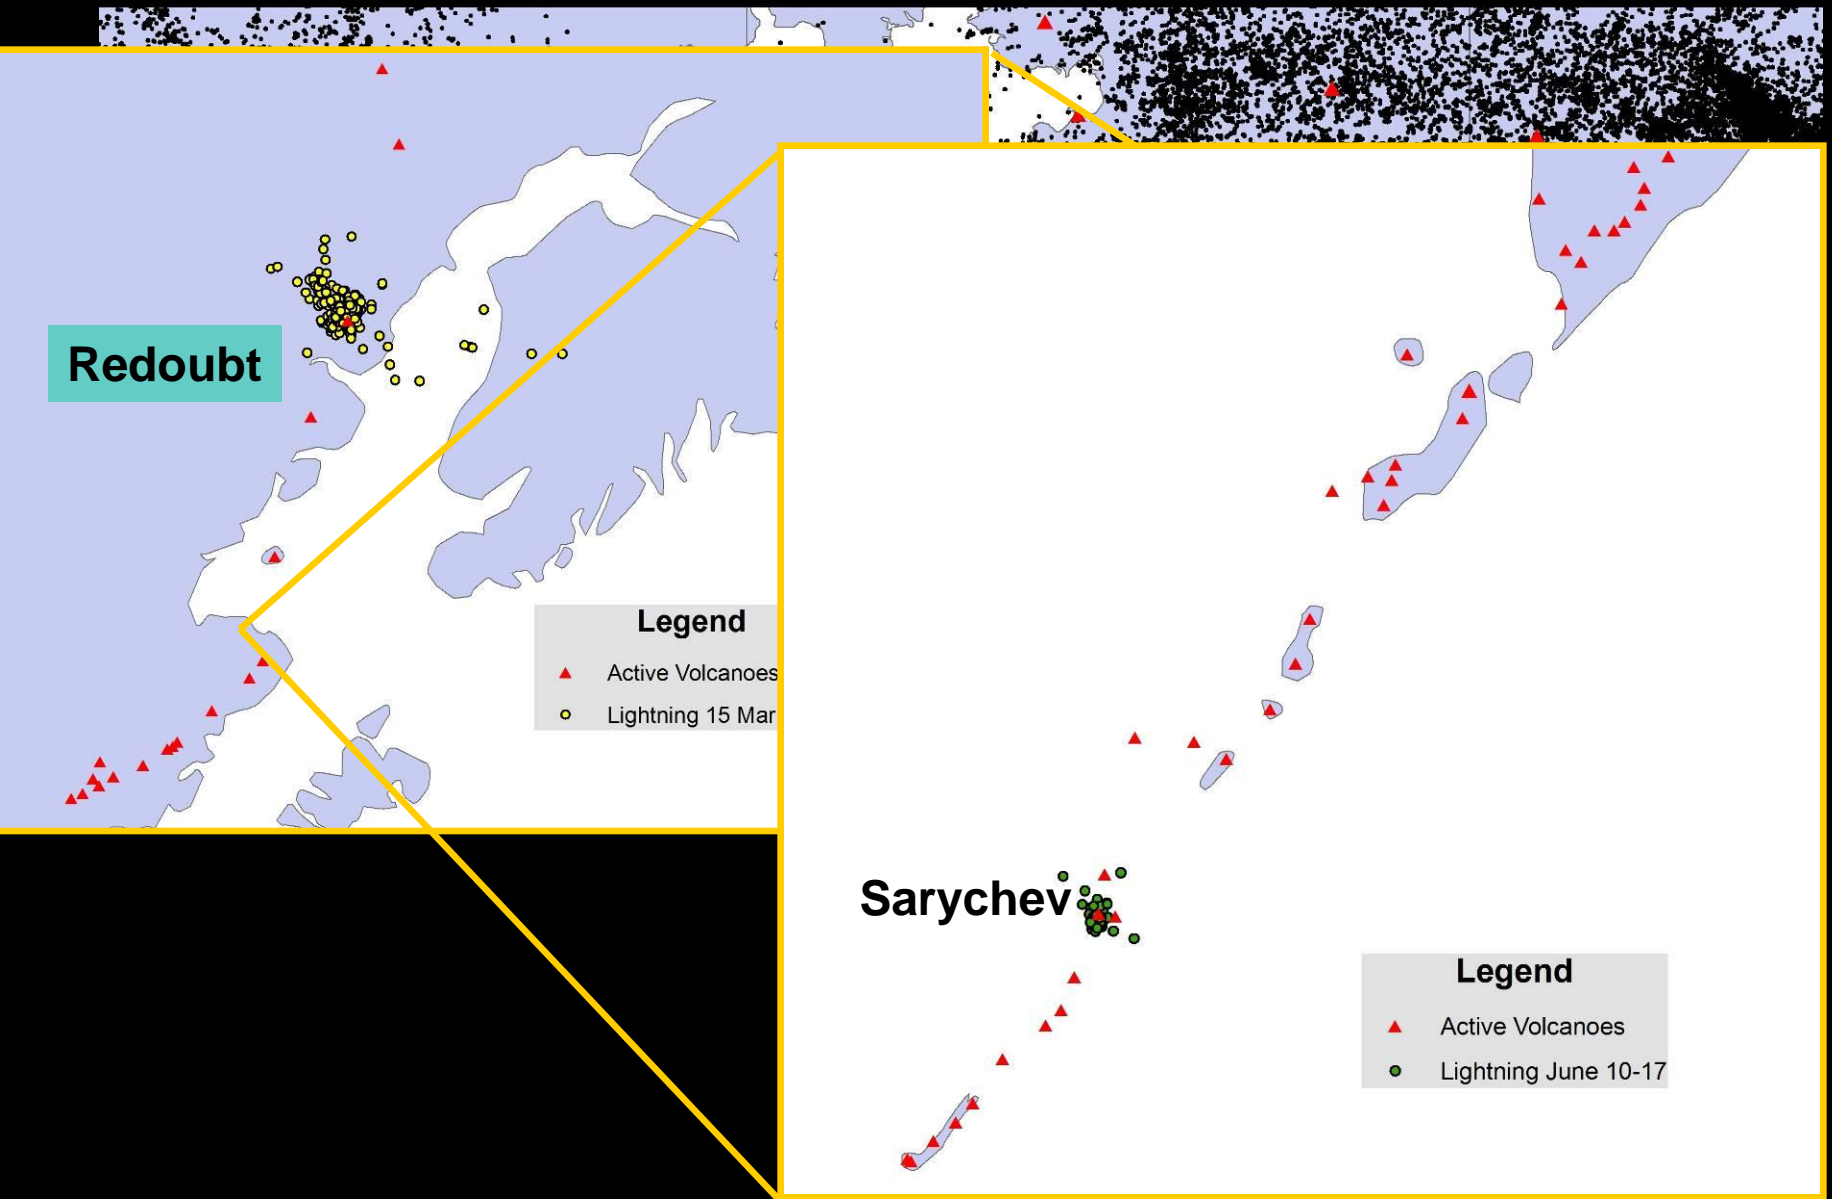 Redoubt
Legend
Active Volcanoes
Lightning 15 Mar
Sarychev
Legend
Active Volcanoes
Lightning June 10-17